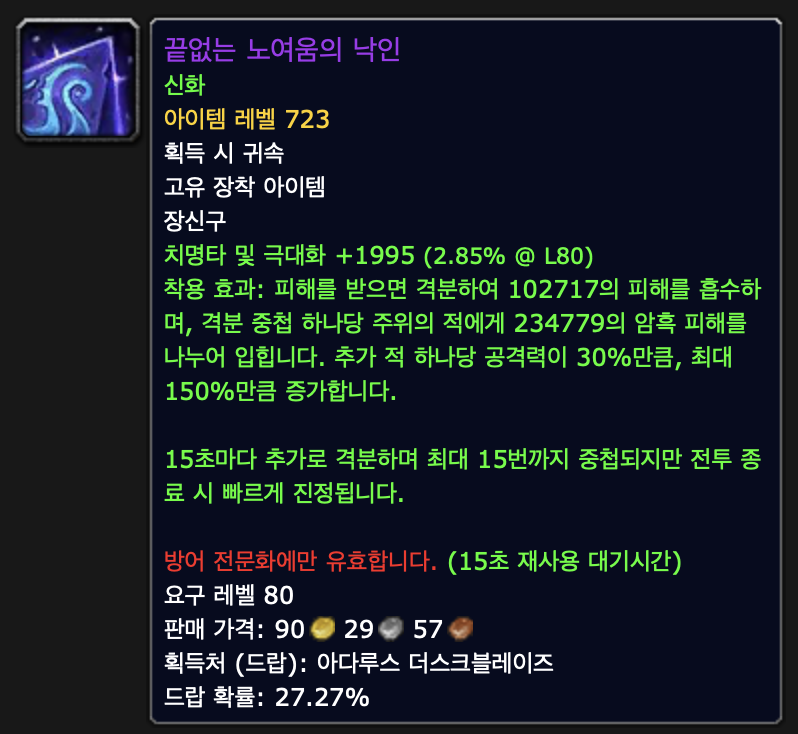 끝없는 노여움의 낙인
신화
아이템 레벨 723
획득 시 귀속
고유 장착 아이템
장신구
치명타 및 극대화 +1995 (2.85% @ L80)
착용 효과: 피해를 받으면 격분하여 102717의 피해를 흡수하
며, 격분 중첩 하나당 주위의 적에게 234779의 암흑 피해를
나누어 입힙니다. 추가 적 하나당 공격력이 30%만큼, 최대
150%만큼 증가합니다.
15초마다 추가로 격분하며 최대 15번까지 중첩되지만 전투 종
료 시 빠르게 진정됩니다.
방어 전문화에만 유효합니다. (15초 재사용 대기시간)
요구 레벨 80
판매 가격: 90 29 57
획득처 (드랍): 아다루스 더스크블레이즈
드랍 확률: 27.27%